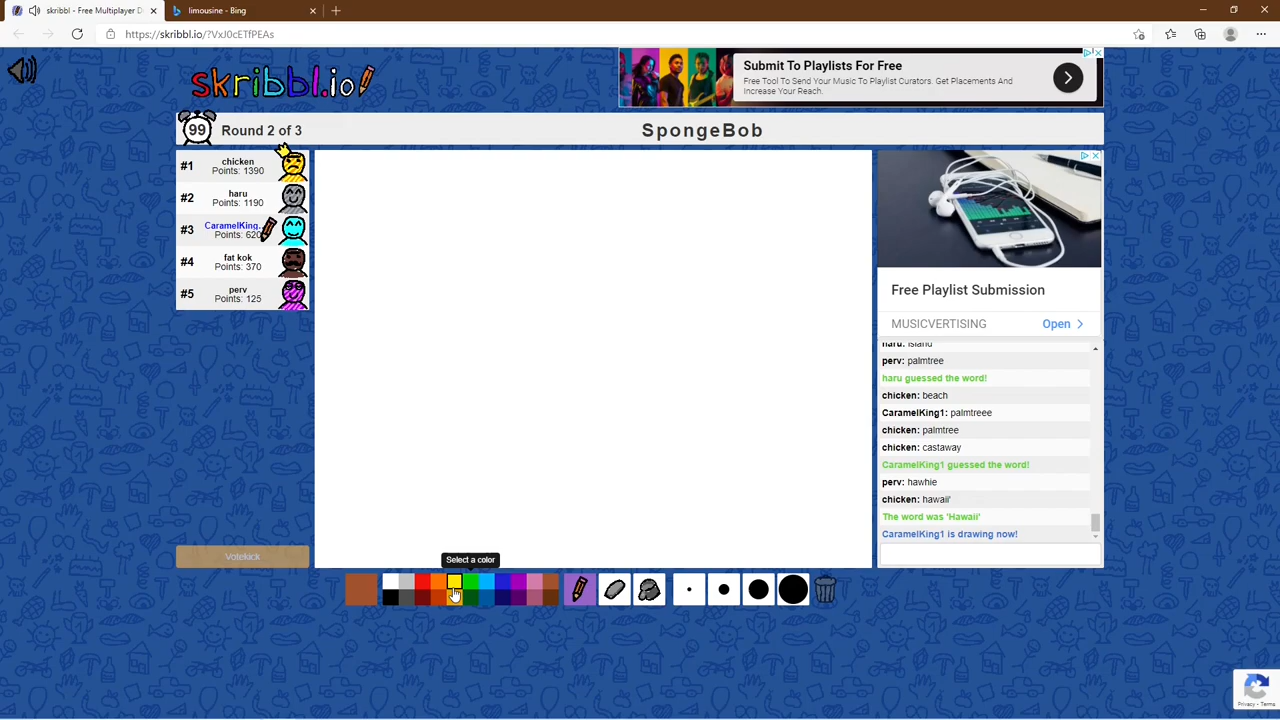 skribbl - Free Multiplayer D
limousine - Bing
https://skribbl.io/?VxJ0cETfPEAs
skribbl.io
Submit To Playlists For Free
Free Tool To Send Your Music To Playlist Curators. Get Placements And
Increase Your Reach.
99
Round 2 of 3
SpongeBob
#1
chicken
Points: 1390
#2
haru
Points: 1190
#3
CaramelKing..
Points: 620
#4
fat kok
Points: 370
#5
perv
Points: 125
Free Playlist Submission
MUSICVERTISING
Open
haru: island
perv: palmtree
haru guessed the word!
chicken: beach
CaramelKing1: palmtreee
chicken: palmtree
chicken: castaway
CaramelKing1 guessed the word!
perv: hawhie
chicken: hawaii'
The word was 'Hawaii'
CaramelKing1 is drawing now!
Votekick
Select a color
Privacy - Terms